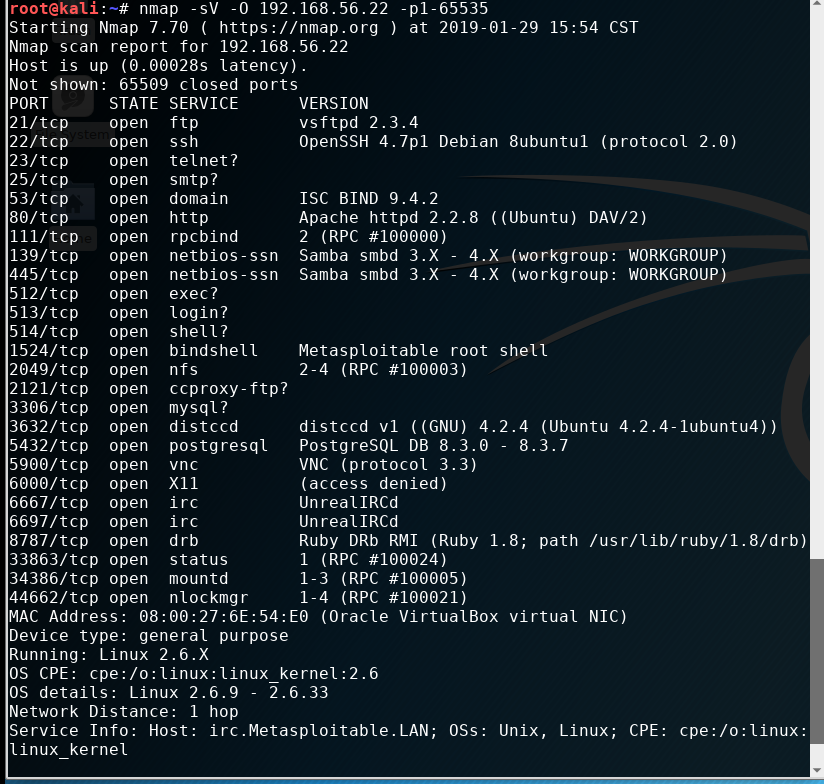 root@kali:~# nmap -sV -O 192.168.56.22 -p1-65535
Starting Nmap 7.70 ( https://nmap.org ) at 2019-01-29 15:54 CST
Nmap scan report for 192.168.56.22
Host is up (0.00028s latency).
Not shown: 65509 closed ports
PORT      STATE SERVICE      VERSION
21/tcp    open  ftp          vsftpd 2.3.4
22/tcp    open  ssh          OpenSSH 4.7p1 Debian 8ubuntu1 (protocol 2.0)
23/tcp    open  telnet?
25/tcp    open  smtp?
53/tcp    open  domain       ISC BIND 9.4.2
80/tcp    open  http         Apache httpd 2.2.8 ((Ubuntu) DAV/2)
111/tcp   open  rpcbind      2 (RPC #100000)
139/tcp   open  netbios-ssn  Samba smbd 3.X - 4.X (workgroup: WORKGROUP)
445/tcp   open  netbios-ssn  Samba smbd 3.X - 4.X (workgroup: WORKGROUP)
512/tcp   open  exec?
513/tcp   open  login?
514/tcp   open  shell?
1524/tcp  open  bindshell    Metasploitable root shell
2049/tcp  open  nfs          2-4 (RPC #100003)
2121/tcp  open  ccproxy-ftp?
3306/tcp  open  mysql?
3632/tcp  open  distccd      distccd v1 ((GNU) 4.2.4 (Ubuntu 4.2.4-1ubuntu4))
5432/tcp  open  postgresql   PostgreSQL DB 8.3.0 - 8.3.7
5900/tcp  open  vnc          VNC (protocol 3.3)
6000/tcp  open  X11          (access denied)
6667/tcp  open  irc          UnrealIRCd
6697/tcp  open  irc          UnrealIRCd
8787/tcp  open  drb          Ruby DRb RMI (Ruby 1.8; path /usr/lib/ruby/1.8/drb)
33863/tcp open  status       1 (RPC #100024)
34386/tcp open  mountd       1-3 (RPC #100005)
44662/tcp open  nlockmgr     1-4 (RPC #100021)
MAC Address: 08:00:27:6E:54:E0 (Oracle VirtualBox virtual NIC)
Device type: general purpose
Running: Linux 2.6.X
OS CPE: cpe:/o:linux:linux_kernel:2.6
OS details: Linux 2.6.9 - 2.6.33
Network Distance: 1 hop
Service Info: Host: irc.Metasploitable.LAN; OSs: Unix, Linux; CPE: cpe:/o:linux:
linux_kernel